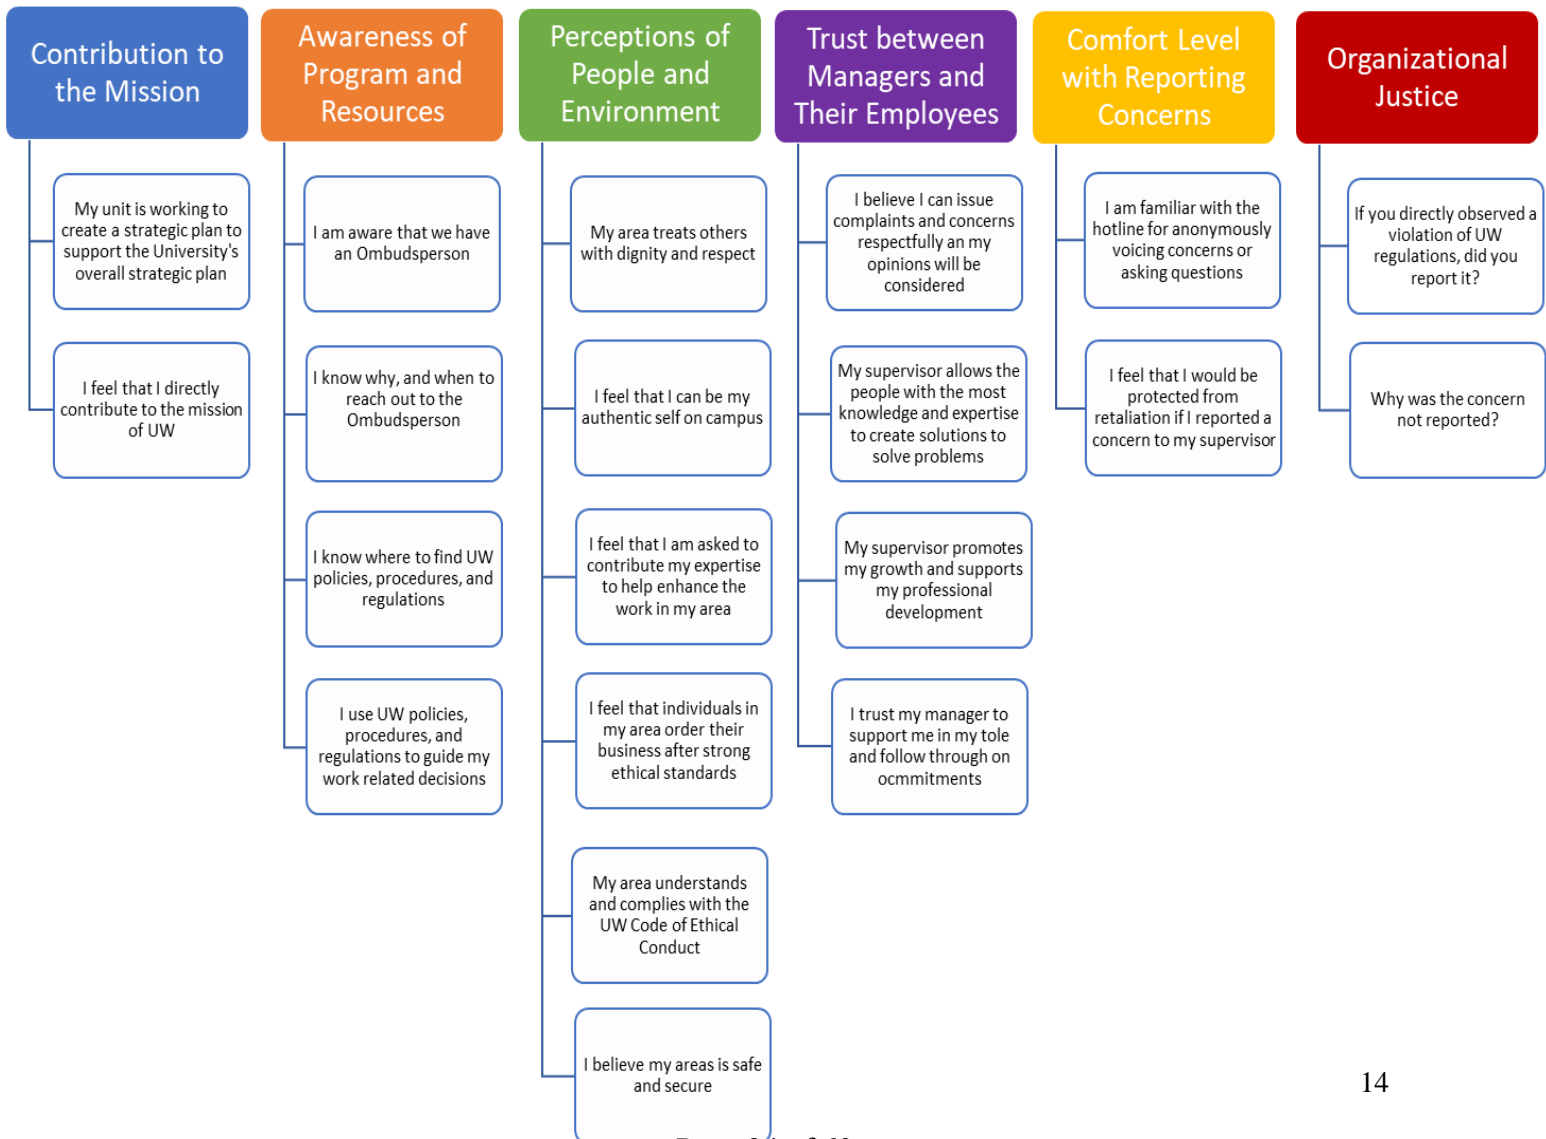 Contribution to
the Mission
My unit is working to
create a strategic plan to
support the University's
overall strategic plan
I feel that I directly
contribute to the mission
of UW
Awareness of
Program and
Resources
I am aware that we have
an Ombudsperson
I know why, and when to
reach out to the
Ombudsperson
I know where to find UW
policies, procedures, and
regulations
I use UW policies,
procedures, and
regulations to guide my
work related decisions
Perceptions of
People and
Environment
My area treats others
with dignity and respect
I feel that I can be my
authentic self on campus
I feel that I am asked to
contribute my expertise
to help enhance the
work in my area
I feel that individuals in
my area order their
business after strong
ethical standards
My area understands
and complies with the
UW Code of Ethical
Conduct
I believe my areas is safe
and secure
Trust between
Managers and
Their Employees
I believe I can issue
complaints and concerns
respectfully an my
opinions will be
considered
My supervisor allows the
people with the most
knowledge and expertise
to create solutions to
solve problems
My supervisor promotes
my growth and supports
my professional
development
I trust my manager to
support me in my tole
and follow through on
ocmmitments
Comfort Level
with Reporting
Concerns
I am familiar with the
hotline for anonymously
voicing concerns or
asking questions
I feel that I would be
protected from
retaliation if I reported a
concern to my supervisor
Organizational
Justice
If you directly observed a
violation of UW
regulations, did you
report it?
Why was the concern
not reported?
14